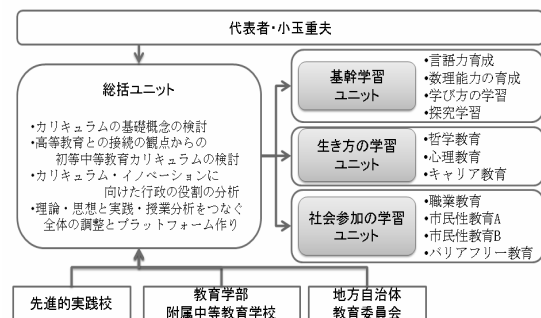 代表者・小玉重夫
総括ユニット
・カリキュラムの基礎概念の検討
・高等教育との接続の観点からの
初等中等教育カリキュラムの検討
・カリキュラム・イノベーションに
向けた行政の役割の分析
・理論・思想と実践・授業分析をつなぐ
全体の調整とプラットフォーム作り
基幹学習
ユニット
・言語力育成
・数理能力の育成
・学び方の学習
・探究学習
生き方の学習
ユニット
・哲学教育
・心理教育
・キャリア教育
社会参加の学習
ユニット
・職業教育
・市民性教育A
・市民性教育B
・バリアフリー教育
先進的実践校
教育学部
附属中等教育学校
地方自治体
教育委員会